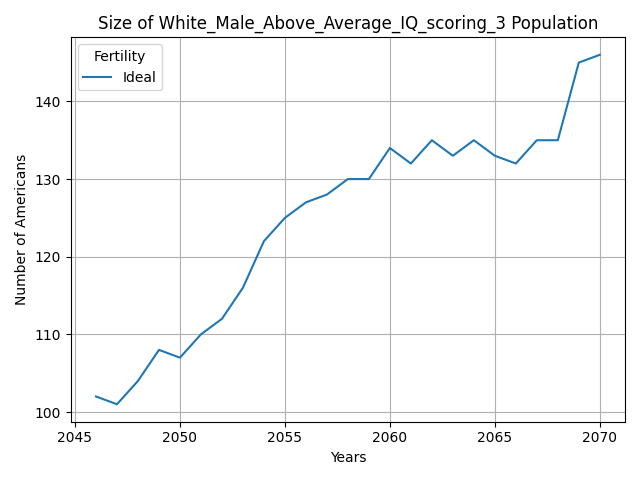 Size of White_Male_Above_Average_IQ_scoring_3 Population
Fertility
Ideal
Number of Americans
140
130
120
110
100
2045 2050 2055 2060 2065 2070
Years